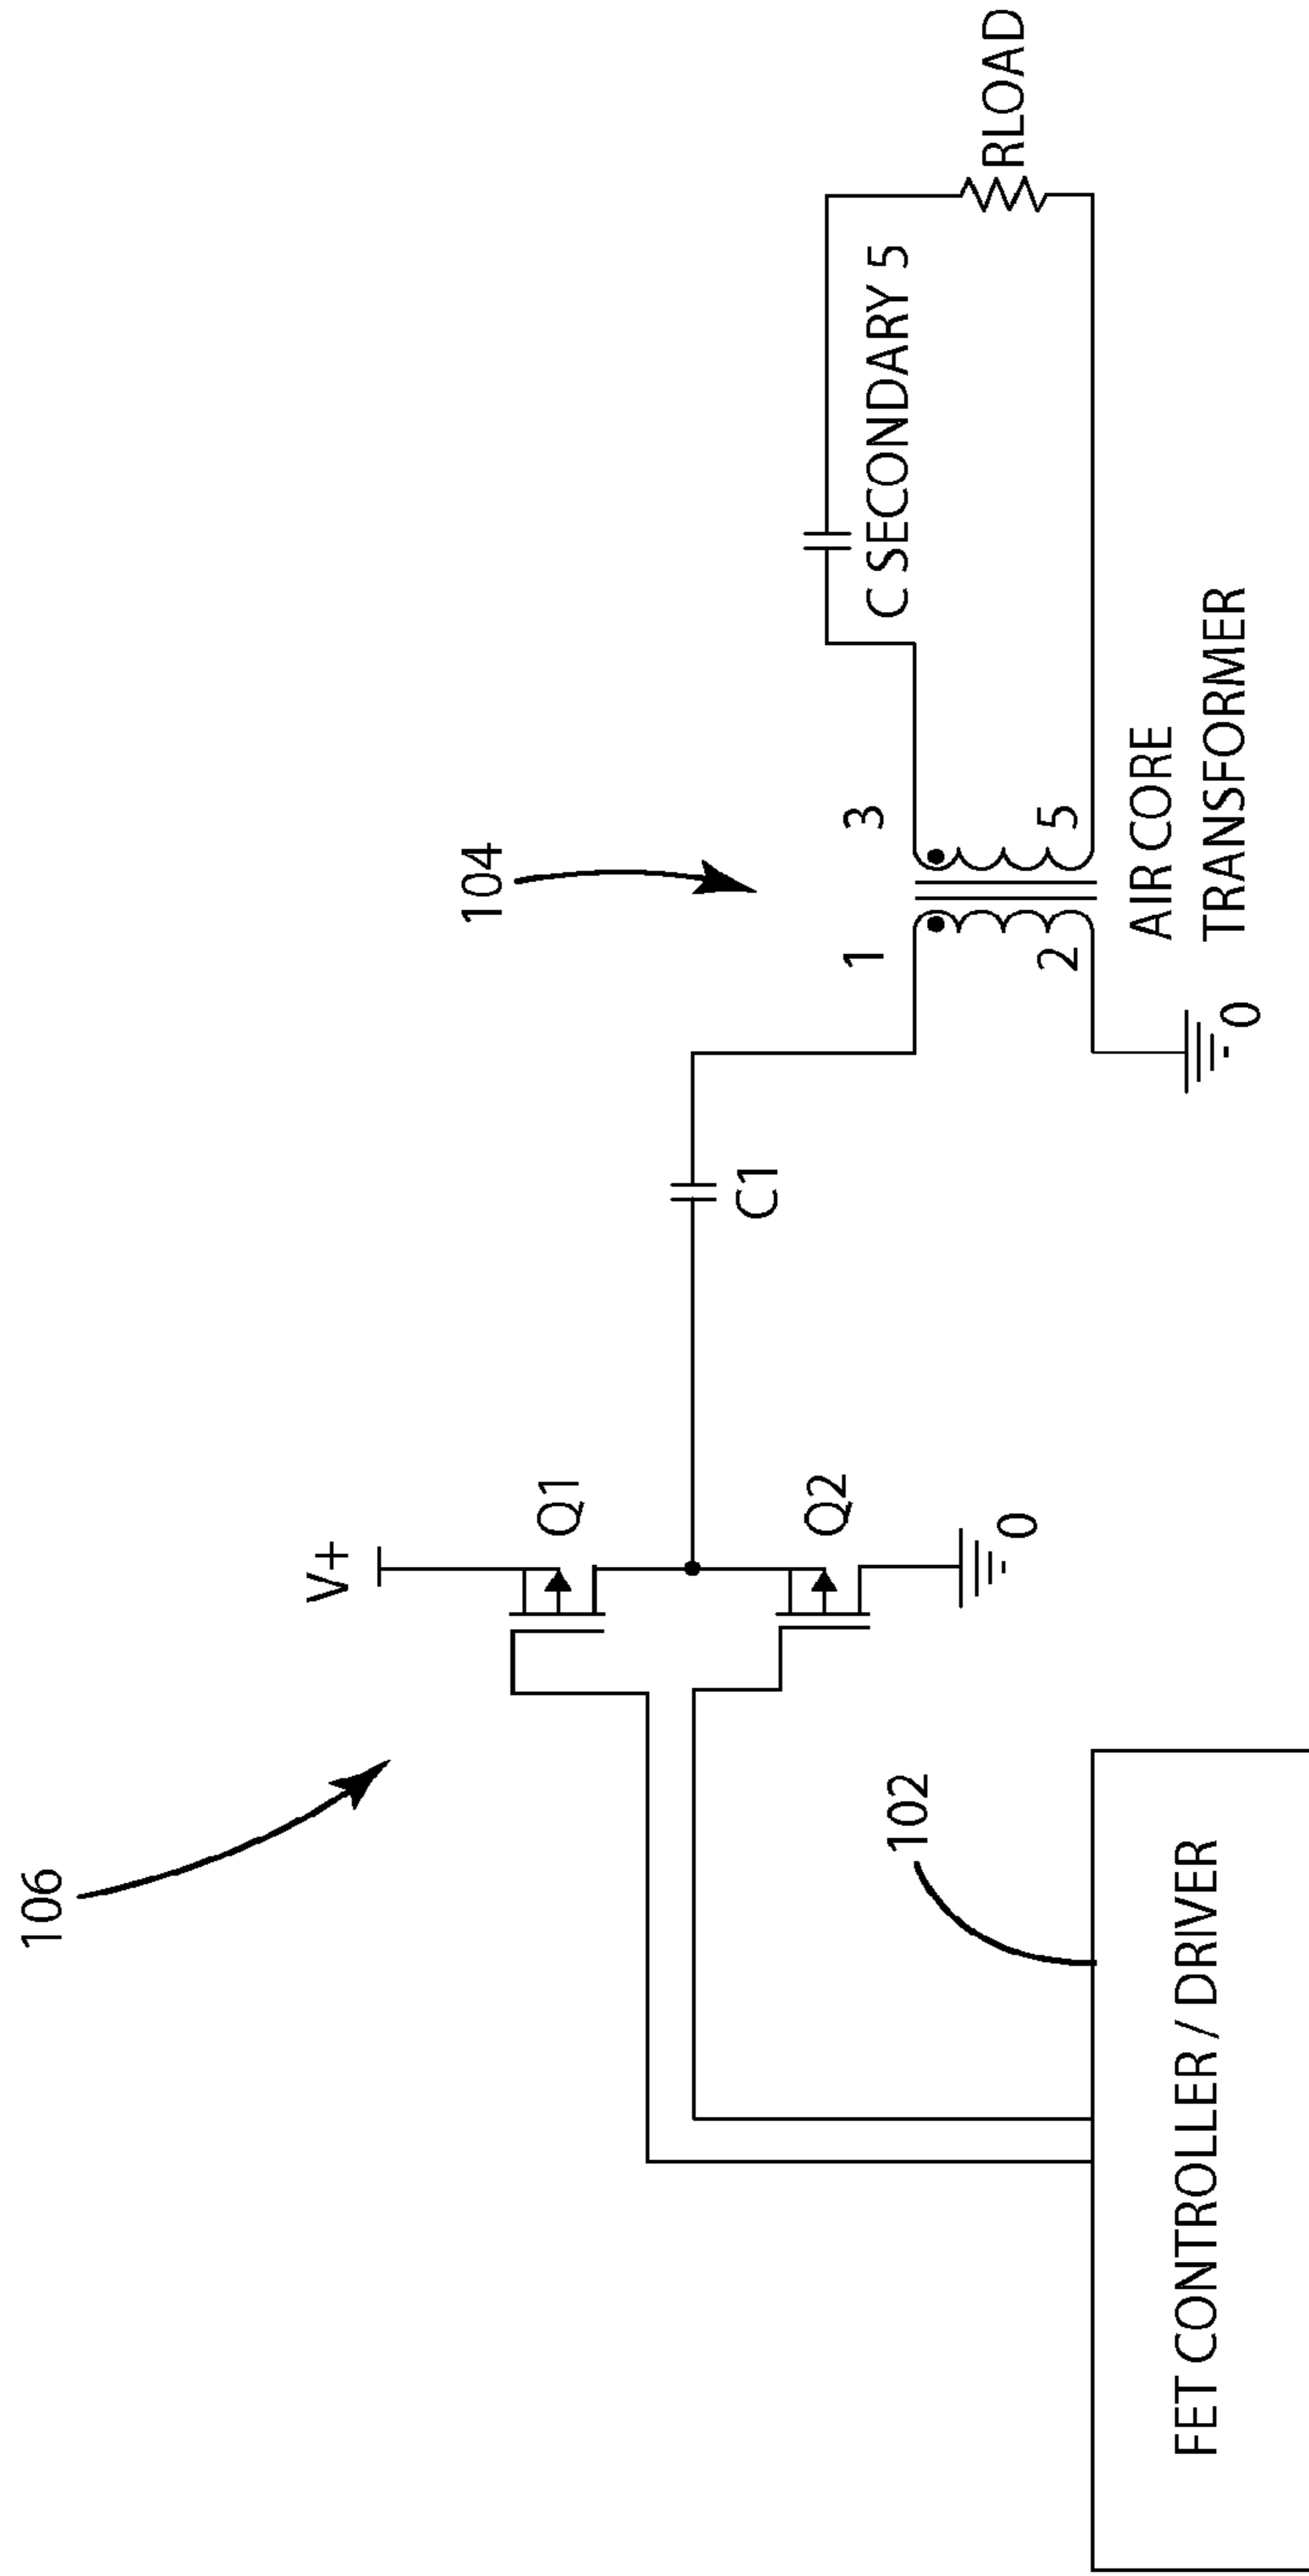 106
V+
Q1
Q2
0
102
FET CONTROLLER / DRIVER
C1
104
1
2
3
5
0
AIR CORE
TRANSFORMER
C SECONDARY 5
RLOAD